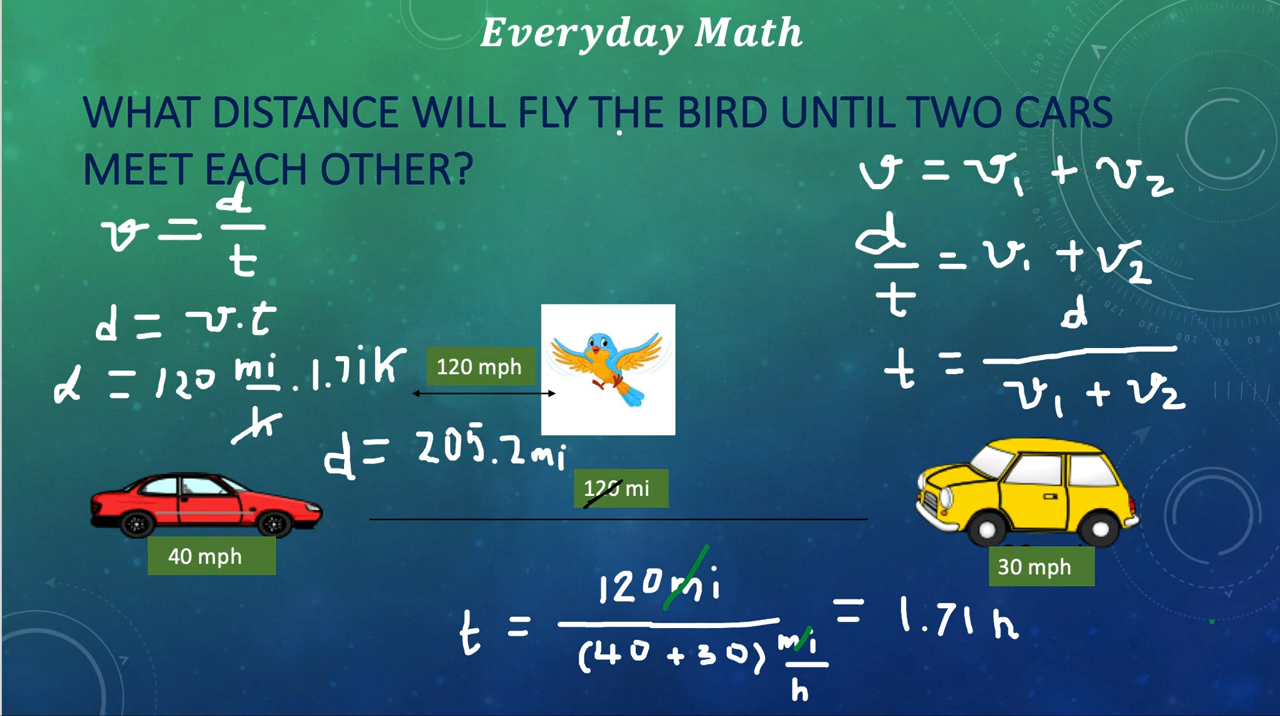 Everyday Math
WHAT DISTANCE WILL FLY THE BIRD UNTIL TWO CARS
MEET EACH OTHER?
v = d/t
d = v.t
d = 120 mi/h . 1.71h
d = 205.2mi
v = v₁ + v₂
d/t = v₁ + v₂
t = d/(v₁ + v₂)
120 mph
120 mi
40 mph
30 mph
t = 120mi/((40 + 30) mi/h) = 1.71 h